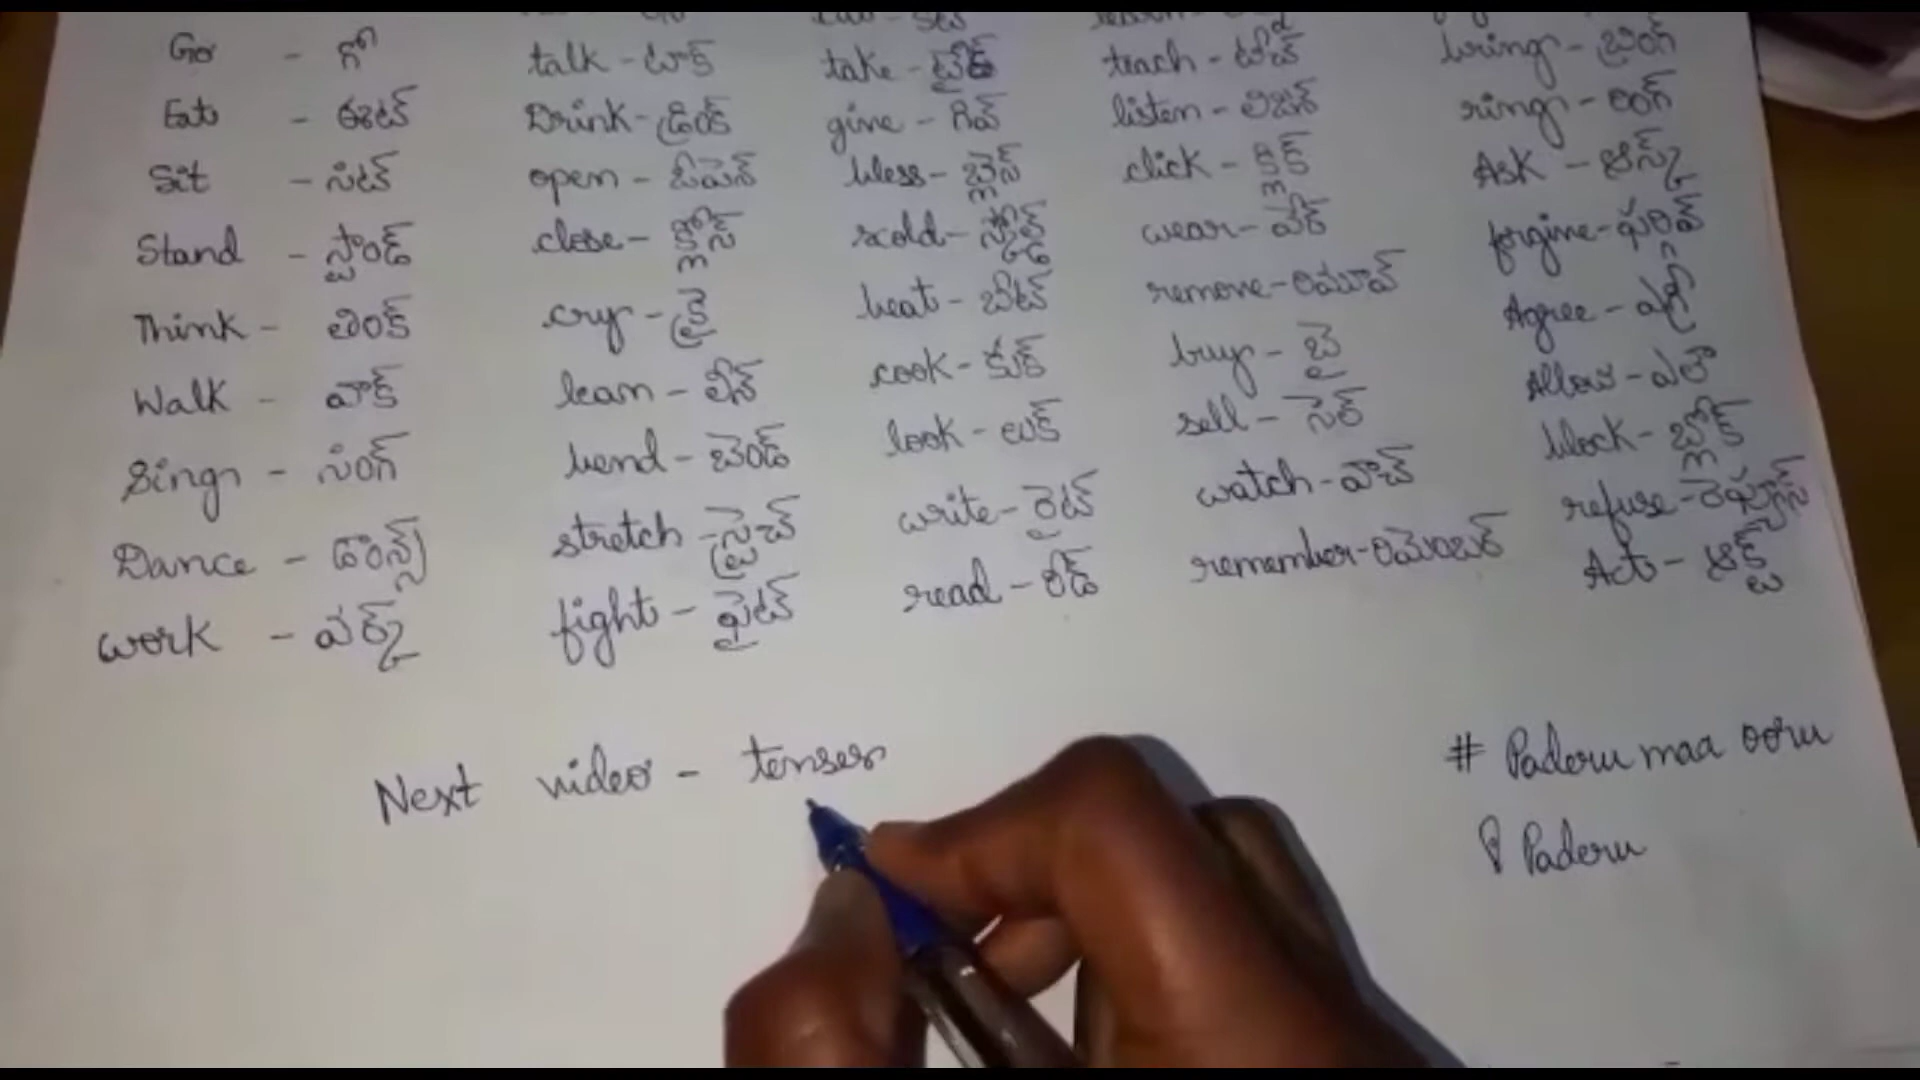 Go - గో talk - టాక్ take - టేక్ teach - టీచ్ bring - బ్రింగ్
Eat - ఈట్ Drink - డ్రింక్ give - గివ్ listen - లిజన్ ring - రింగ్
Sit - సిట్ open - ఓపెన్ bless - బ్లెస్ click - క్లిక్ Ask - ఆస్క్
Stand - స్టాండ్ close - క్లోస్ scold - స్కోల్డ్ wear - వేర్ forgive - ఫర్గివ్
Think - తింక్ cry - క్రై beat - బీట్ remove - రిమూవ్ Agree - ఎగ్రీ
Walk - వాక్ lean - లీన్ cook - కుక్ buy - బై Allow - ఎలౌ
Sing - సింగ్ bend - బెండ్ look - లుక్ sell - సెల్ block - బ్లాక్
Dance - డాన్స్ stretch - స్ట్రెచ్ write - రైట్ watch - వాచ్ refuse - రెఫ్యూస్
work - వర్క్ fight - ఫైట్ read - రీడ్ remember - రిమెంబర్ Act - ఆక్ట్
Next video - tenses
# Paderu maa ooru
Paderu